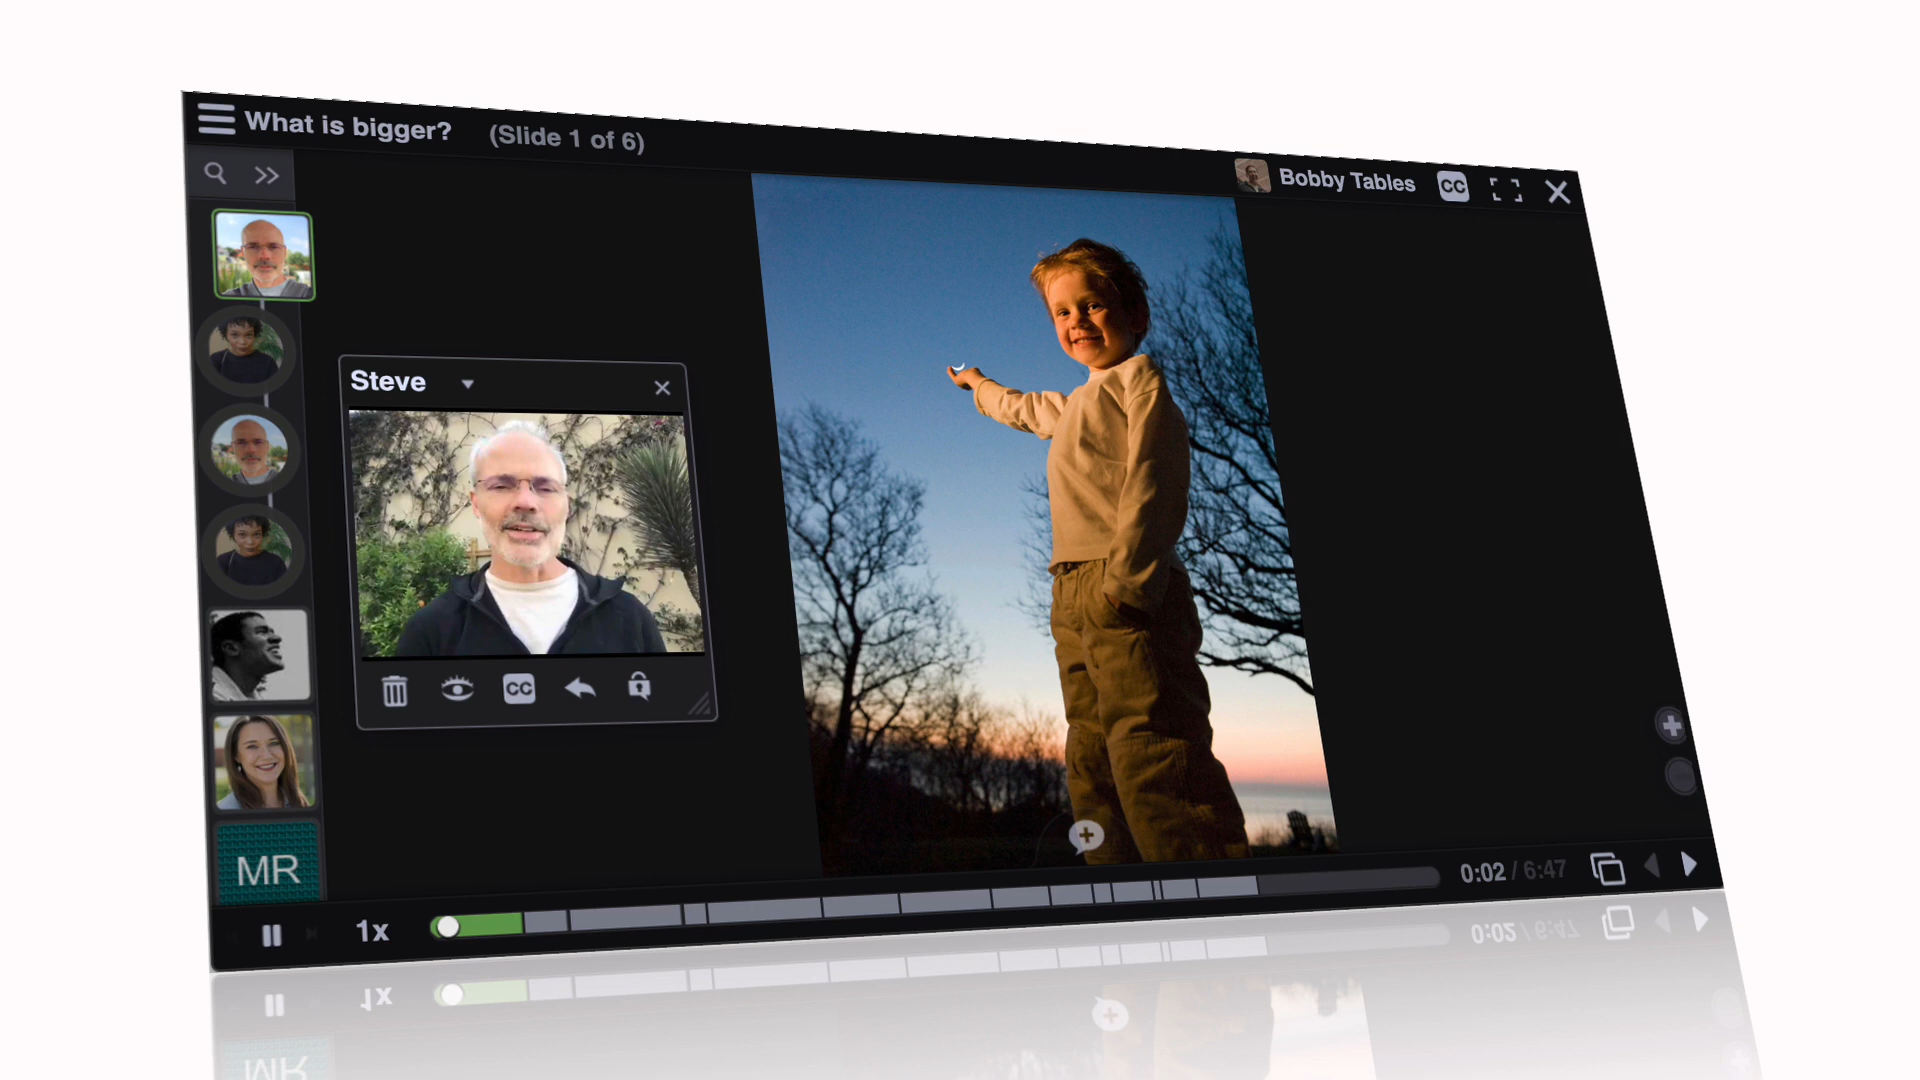 What is bigger? (Slide 1 of 6)
Bobby Tables CC
Steve
CC
MR
1x
0:02 / 6:47